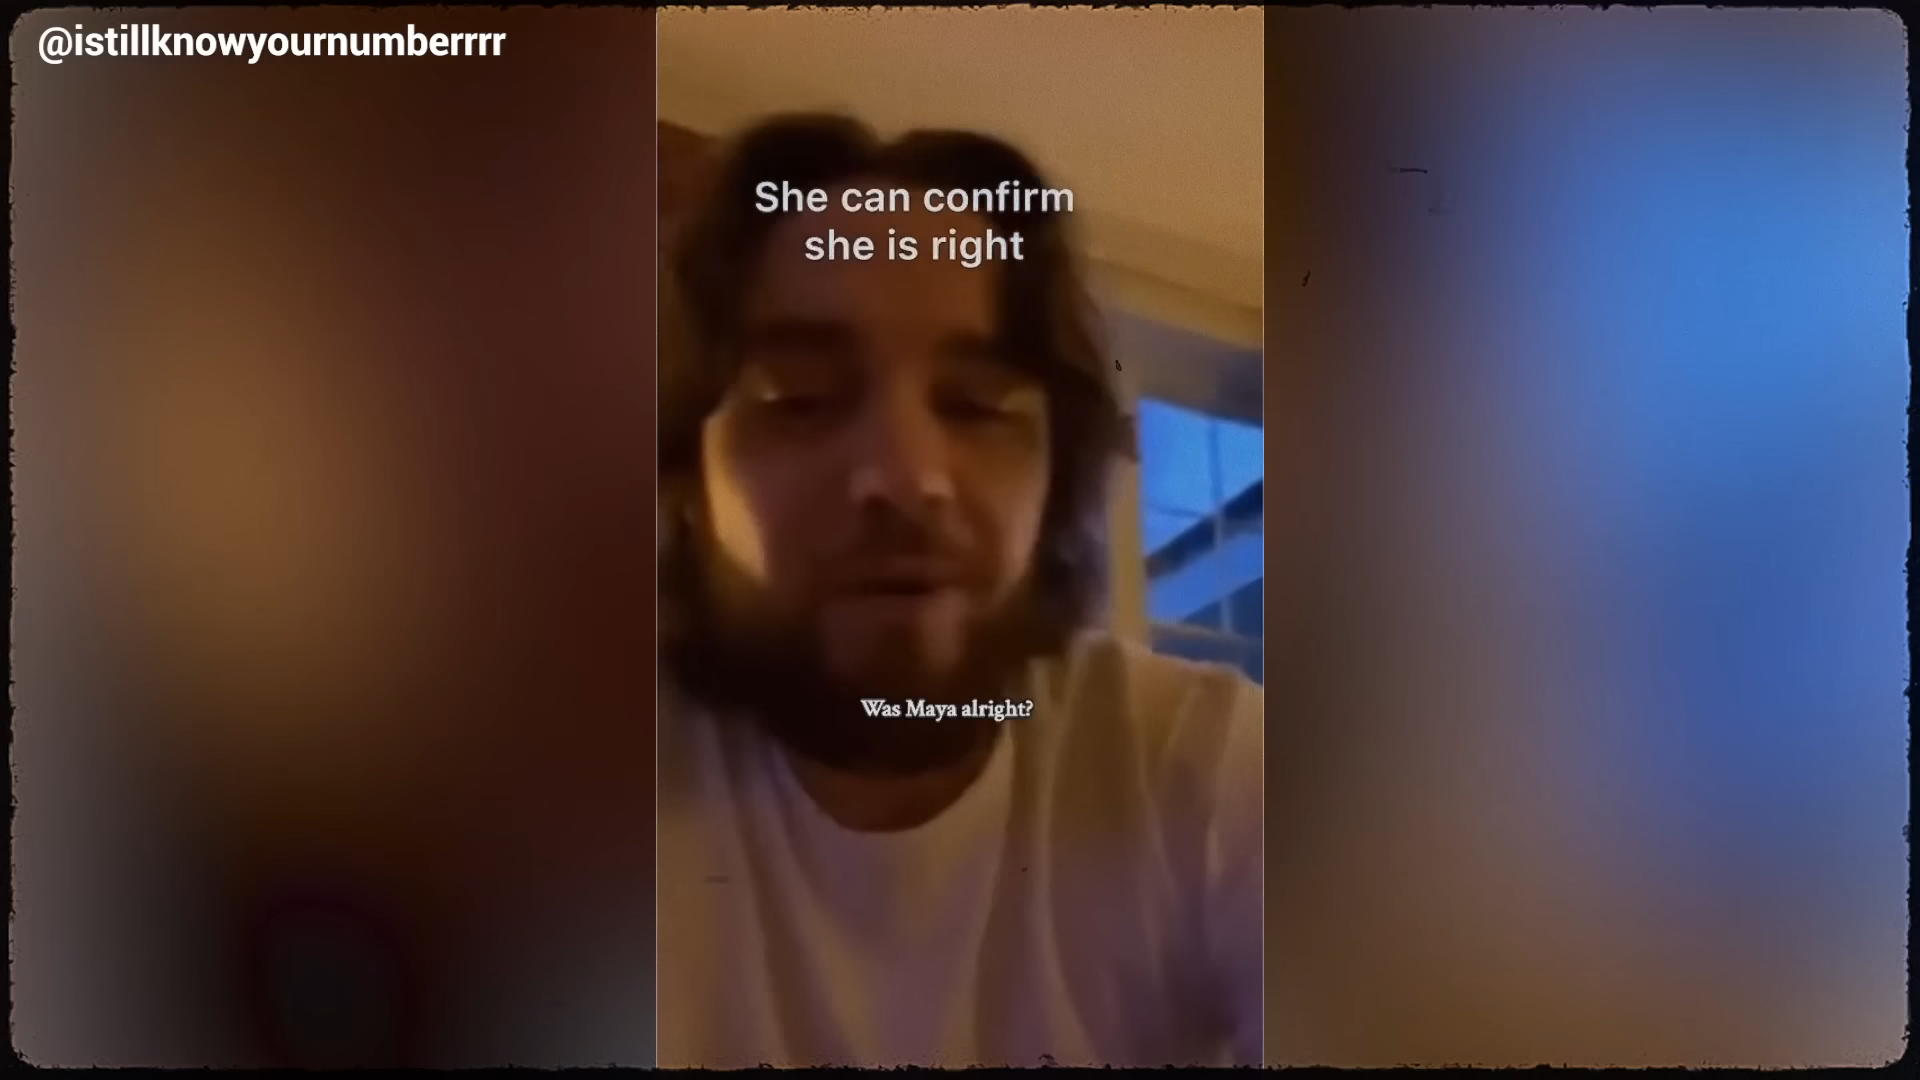 @istillknowyournumberrrr
She can confirm
she is right
Was Maya alright?